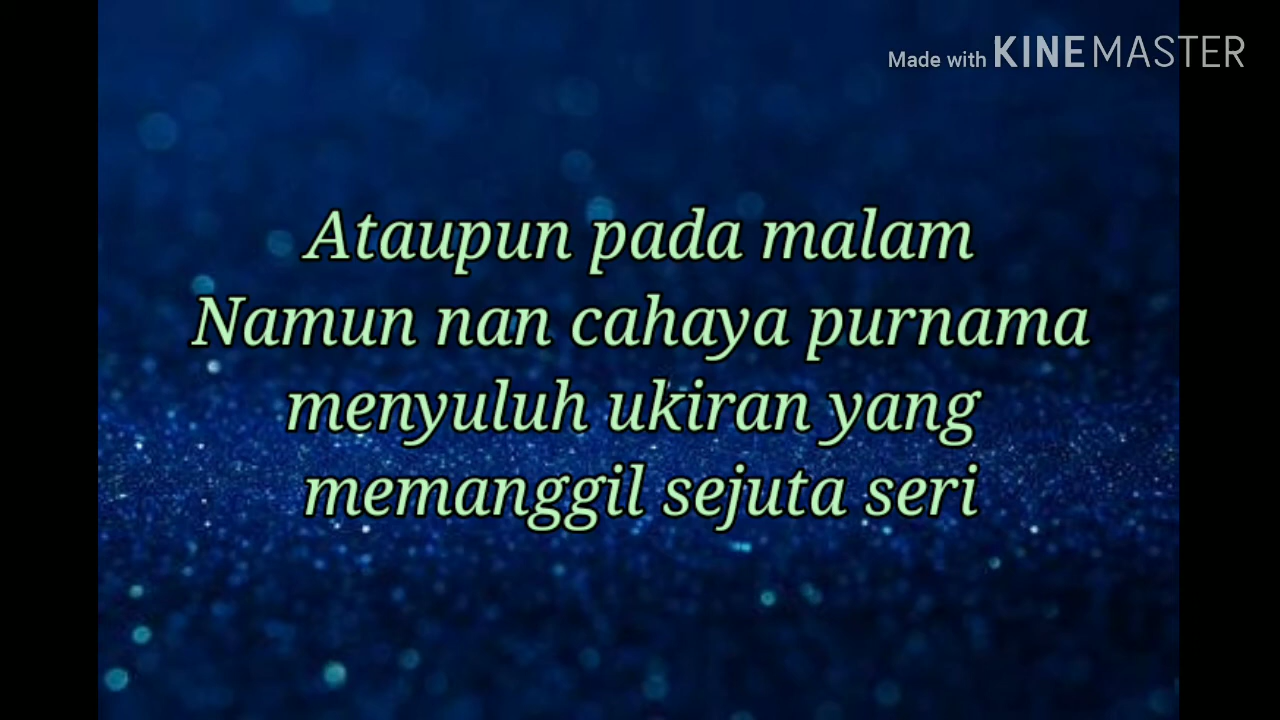 Made with KINEMASTER
Ataupun pada malam
Namun nan cahaya purnama
menyuluh ukiran yang
memanggil sejuta seri